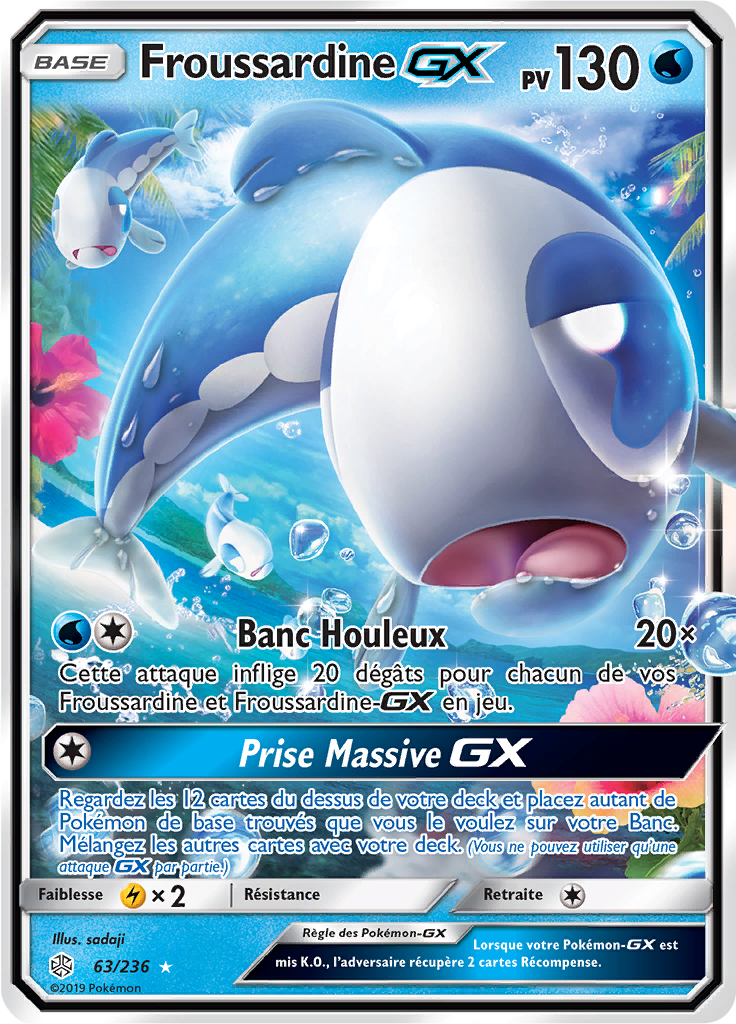 BASE Froussardine GX PV 130
Banc Houleux 20×
Cette attaque inflige 20 dégâts pour chacun de vos
Froussardine et Froussardine-GX en jeu.
Prise Massive GX
Regardez les 12 cartes du dessus de votre deck et placez autant de
Pokémon de base trouvés que vous le voulez sur votre Banc.
Mélangez les autres cartes avec votre deck. (Vous ne pouvez utiliser qu'une
attaque GX par partie.)
Faiblesse ×2 Résistance Retraite
Illus. sadaji
63/236
©2019 Pokémon
Règle des Pokémon-GX
Lorsque votre Pokémon-GX est
mis K.O., l'adversaire récupère 2 cartes Récompense.